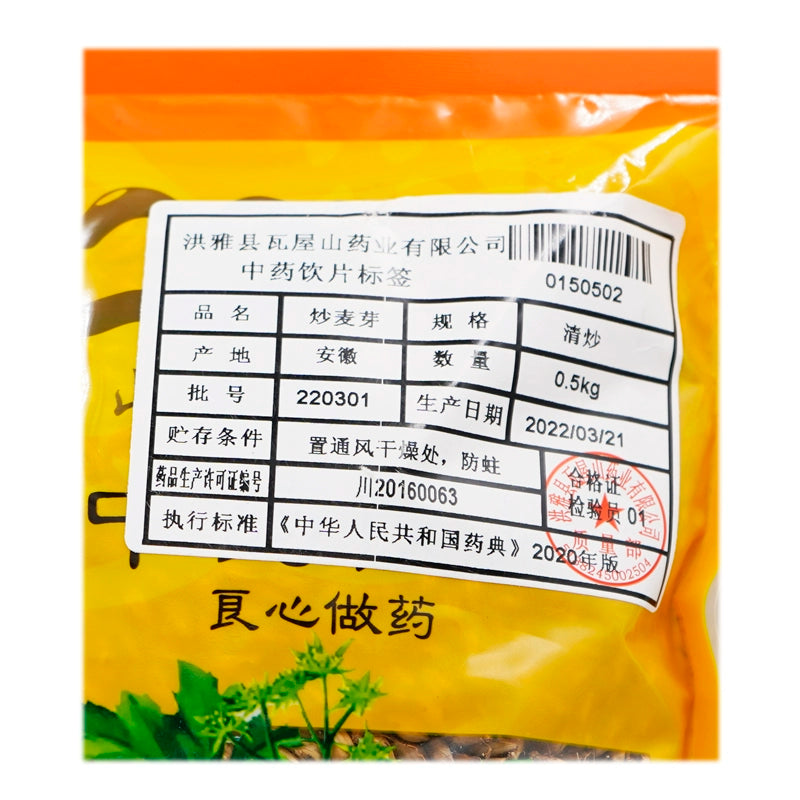 洪雅县瓦屋山药业有限公司
中药饮片标签
0150502
品名 炒麦芽 规格 清炒
产地 安徽 数量 0.5kg
批号 220301 生产日期 2022/03/21
贮存条件 置通风干燥处，防蛀
药品生产许可证编号 川20160063
合格证
检验员 01
执行标准 《中华人民共和国药典》2020年版
质量部
良心做药